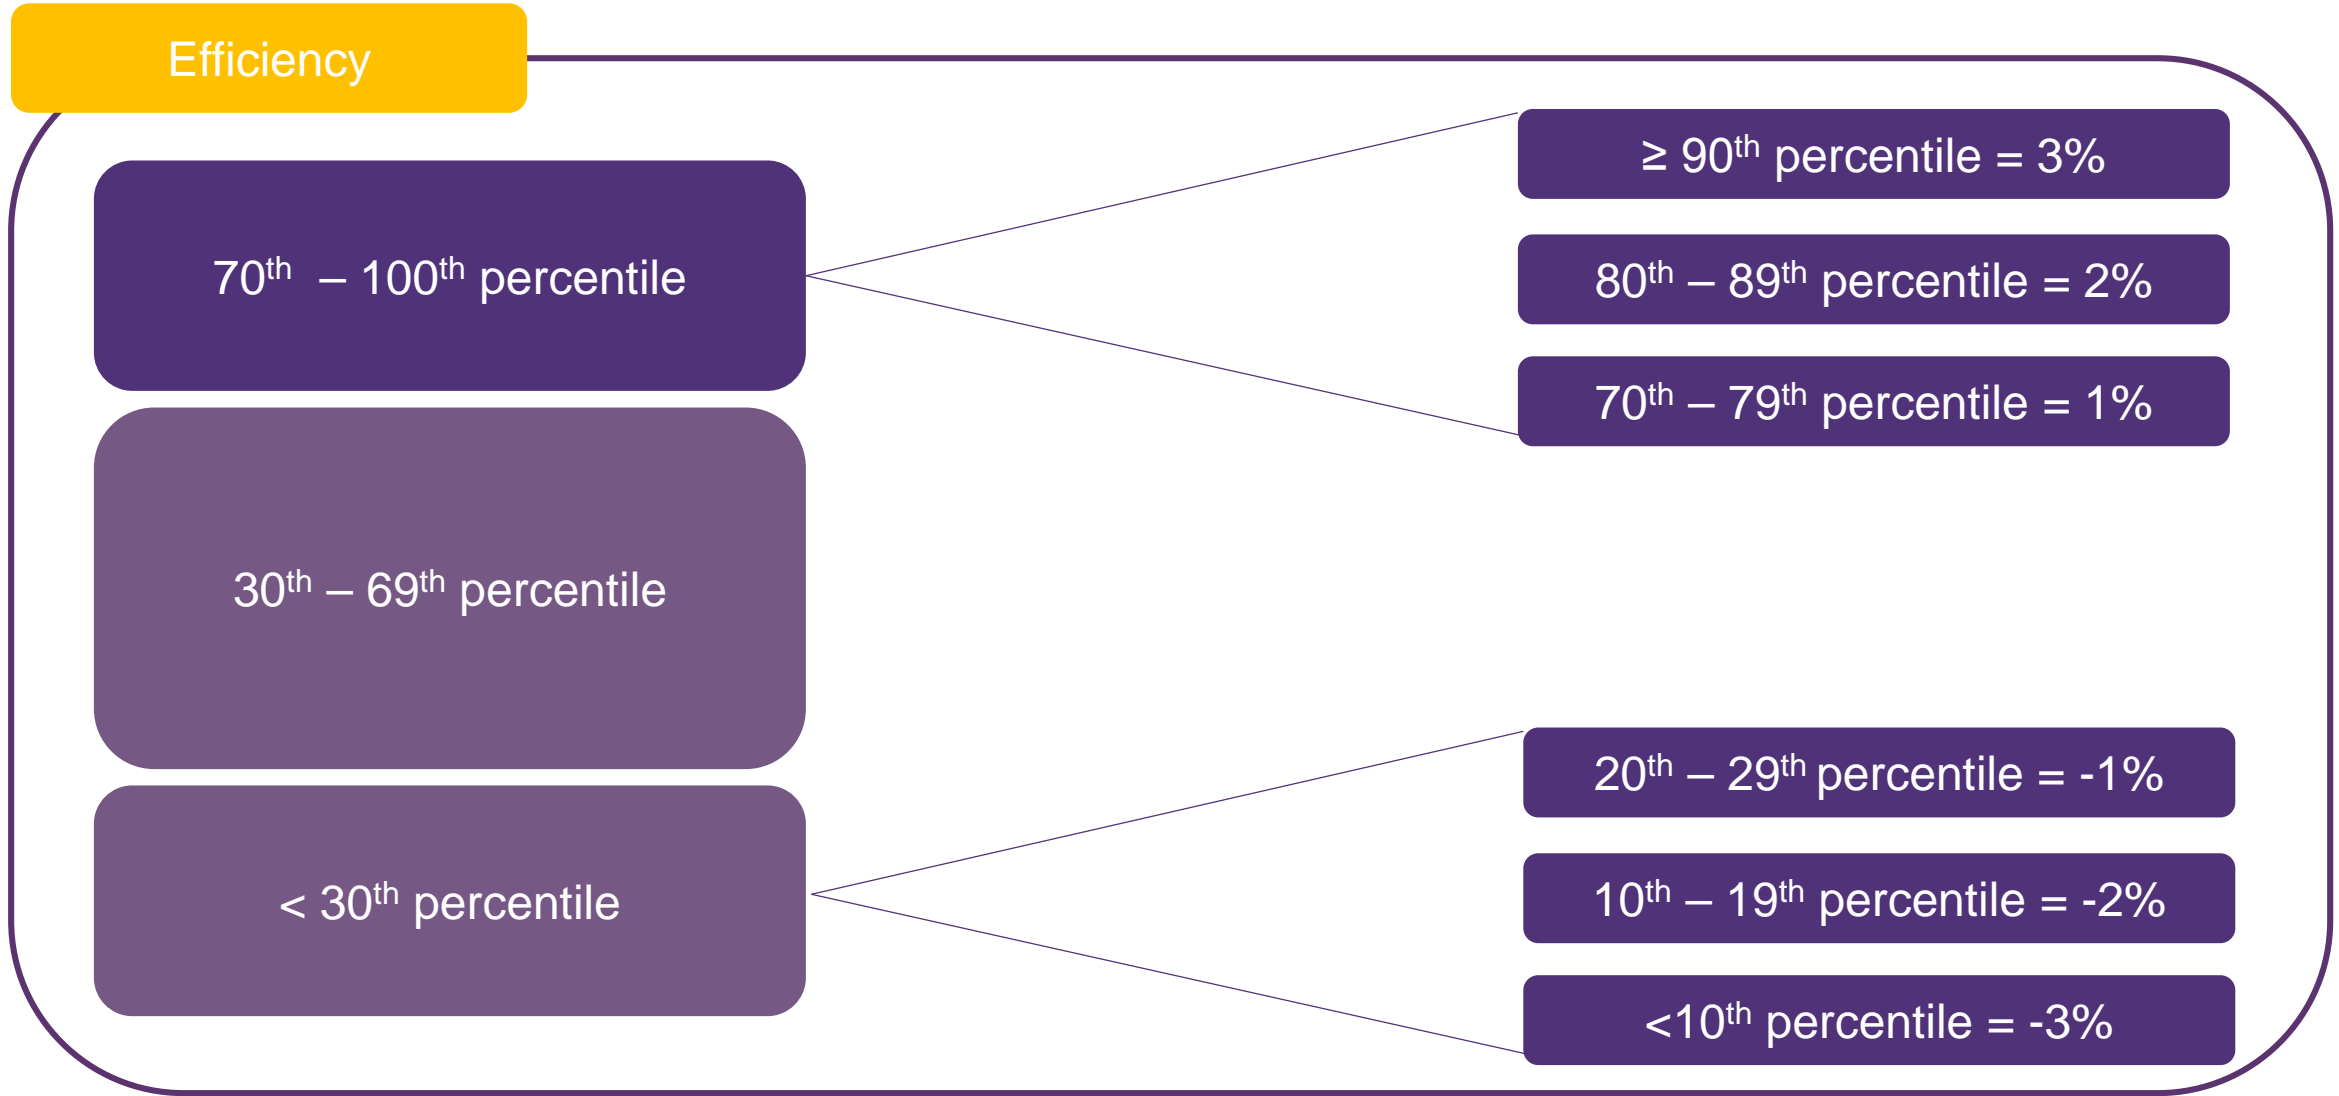 Efficiency
70th – 100th percentile
≥ 90th percentile = 3%
80th – 89th percentile = 2%
70th – 79th percentile = 1%
30th – 69th percentile
< 30th percentile
20th – 29th percentile = -1%
10th – 19th percentile = -2%
<10th percentile = -3%